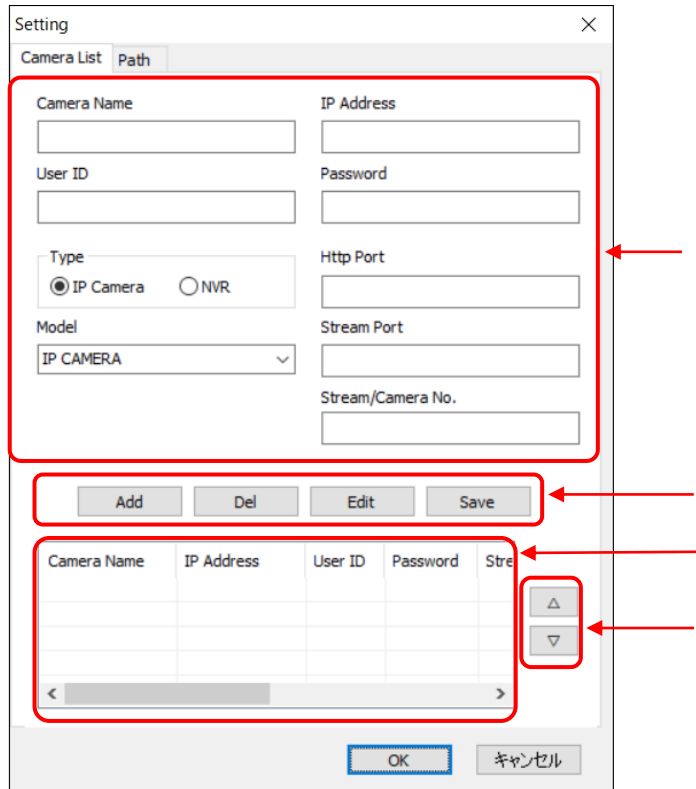 Setting
Camera List Path
Camera Name IP Address
User ID Password
Type Http Port
IP Camera NVR
Model Stream Port
IP CAMERA
Stream/Camera No.
Add Del Edit Save
Camera Name IP Address User ID Password Stre
OK キャンセル